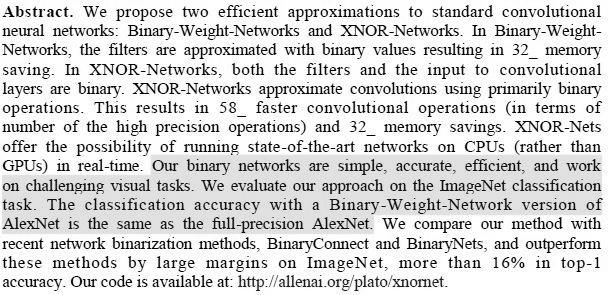 Abstract. We propose two efficient approximations to standard convolutional
neural networks: Binary-Weight-Networks and XNOR-Networks. In Binary-Weight-
Networks, the filters are approximated with binary values resulting in 32_ memory
saving. In XNOR-Networks, both the filters and the input to convolutional
layers are binary. XNOR-Networks approximate convolutions using primarily binary
operations. This results in 58_ faster convolutional operations (in terms of
number of the high precision operations) and 32_ memory savings. XNOR-Nets
offer the possibility of running state-of-the-art networks on CPUs (rather than
GPUs) in real-time. Our binary networks are simple, accurate, efficient, and work
on challenging visual tasks. We evaluate our approach on the ImageNet classification
task. The classification accuracy with a Binary-Weight-Network version of
AlexNet is the same as the full-precision AlexNet. We compare our method with
recent network binarization methods, BinaryConnect and BinaryNets, and outperform
these methods by large margins on ImageNet, more than 16% in top-1
accuracy. Our code is available at: http://allenai.org/plato/xnornet.